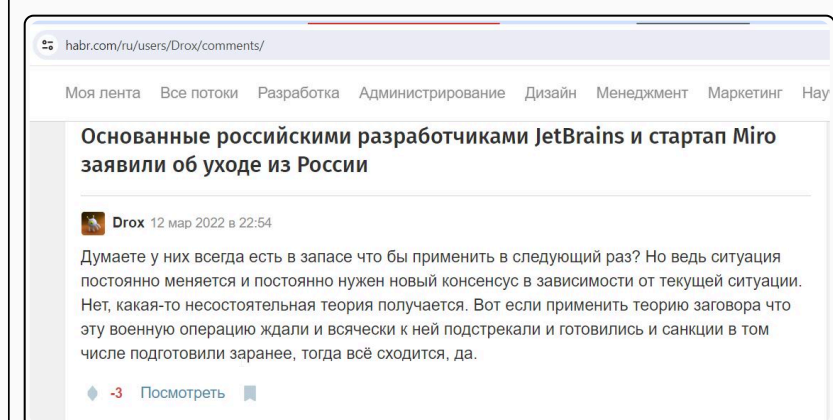 habr.com/ru/users/Drox/comments/
Моя лента Все потоки Разработка Администрирование Дизайн Менеджмент Маркетинг Нау
Основанные российскими разработчиками JetBrains и стартап Miro
заявили об уходе из России
Drox 12 мар 2022 в 22:54
Думаете у них всегда есть в запасе что бы применить в следующий раз? Но ведь ситуация
постоянно меняется и постоянно нужен новый консенсус в зависимости от текущей ситуации.
Нет, какая-то несостоятельная теория получается. Вот если применить теорию заговора что
эту военную операцию ждали и всячески к ней подстрекали и готовились и санкции в том
числе подготовили заранее, тогда всё сходится, да.
-3 Посмотреть